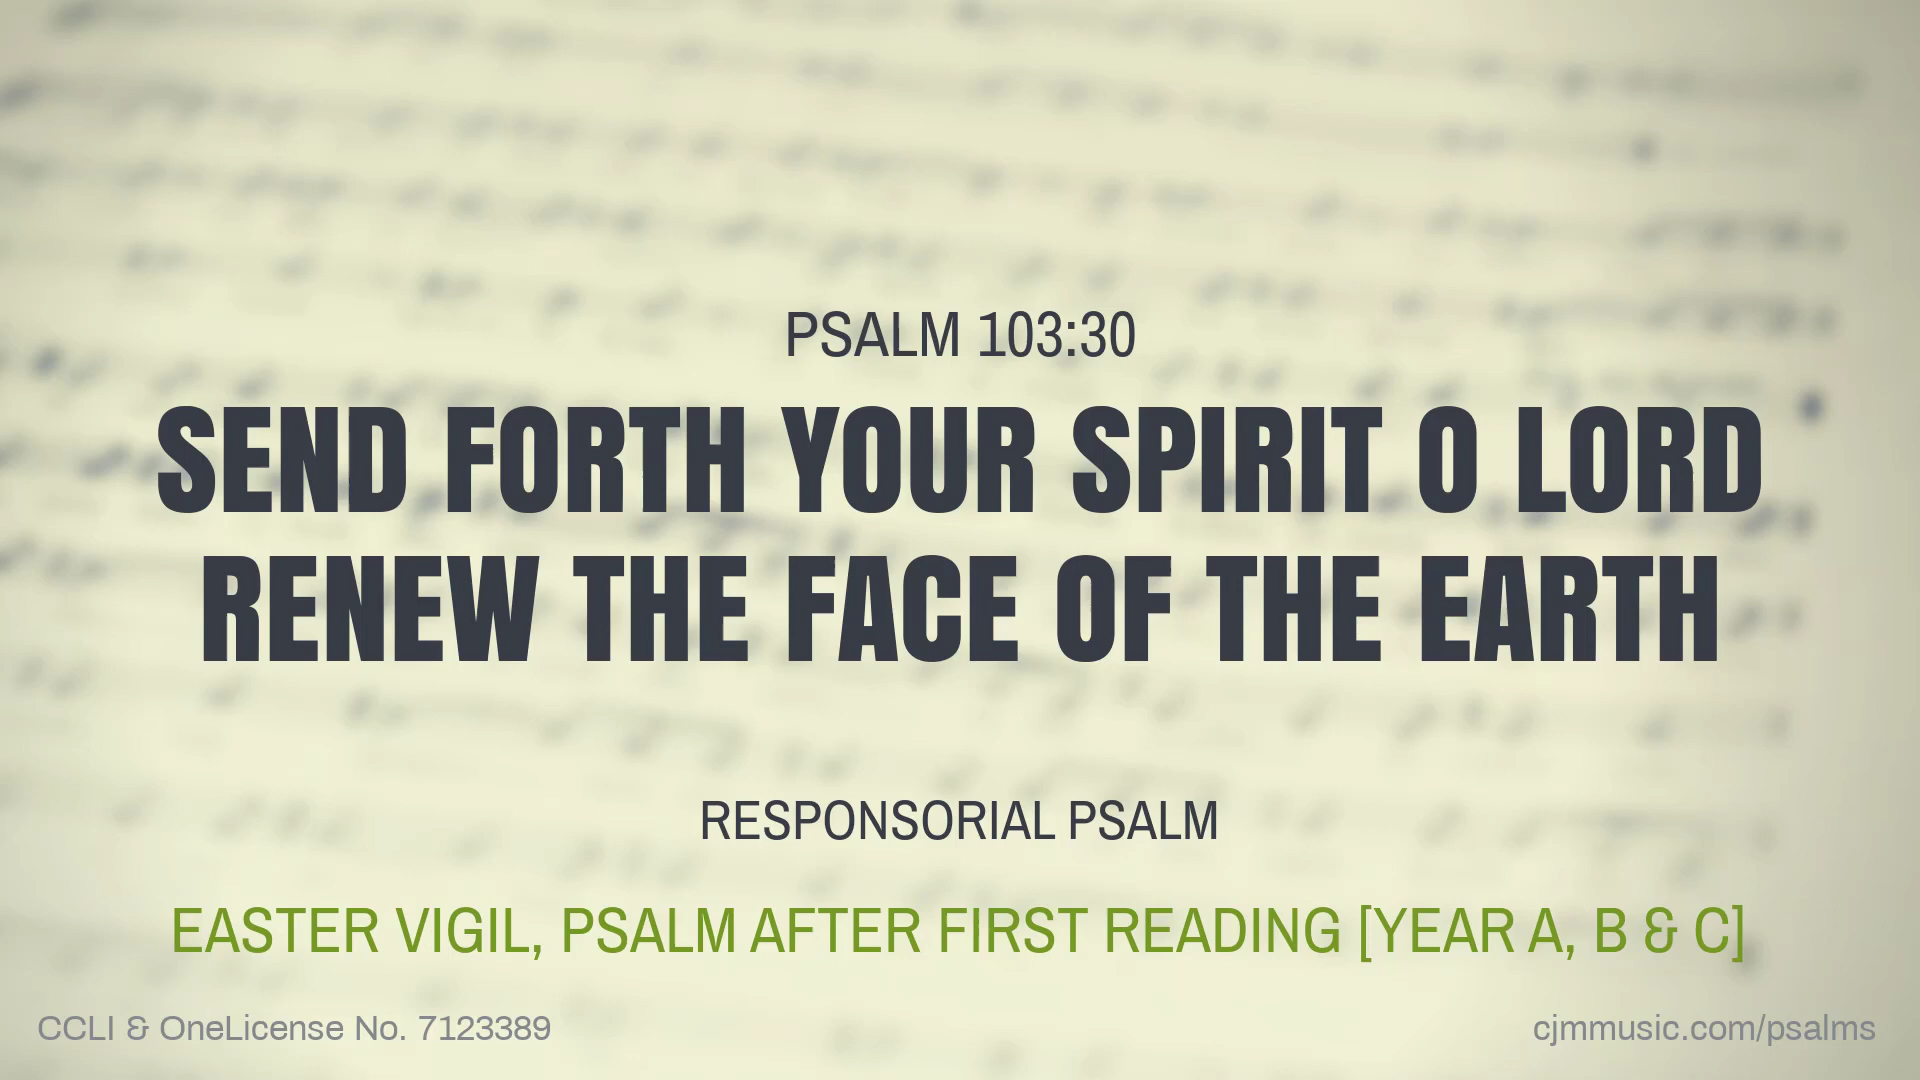 PSALM 103:30
SEND FORTH YOUR SPIRIT O LORD
RENEW THE FACE OF THE EARTH
RESPONSORIAL PSALM
EASTER VIGIL, PSALM AFTER FIRST READING [YEAR A, B & C]
CCLI & OneLicense No. 7123389
cjmmusic.com/psalms